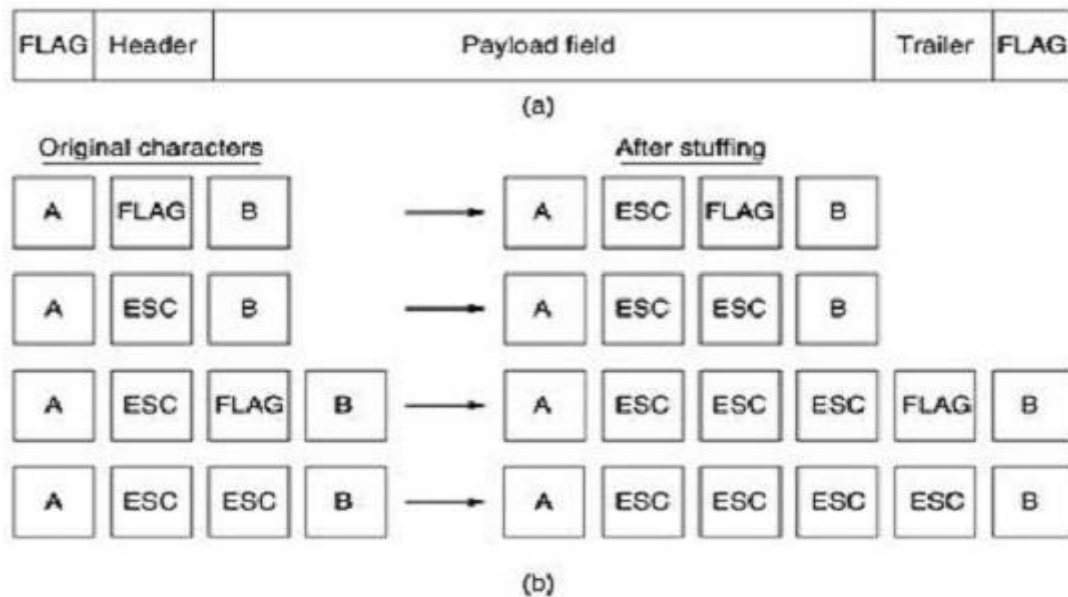 FLAG Header Payload field Trailer FLAG
(a)
Original characters After stuffing
A FLAG B A ESC FLAG B
A ESC B A ESC ESC B
A ESC FLAG B A ESC ESC ESC FLAG B
A ESC ESC B A ESC ESC ESC ESC B
(b)